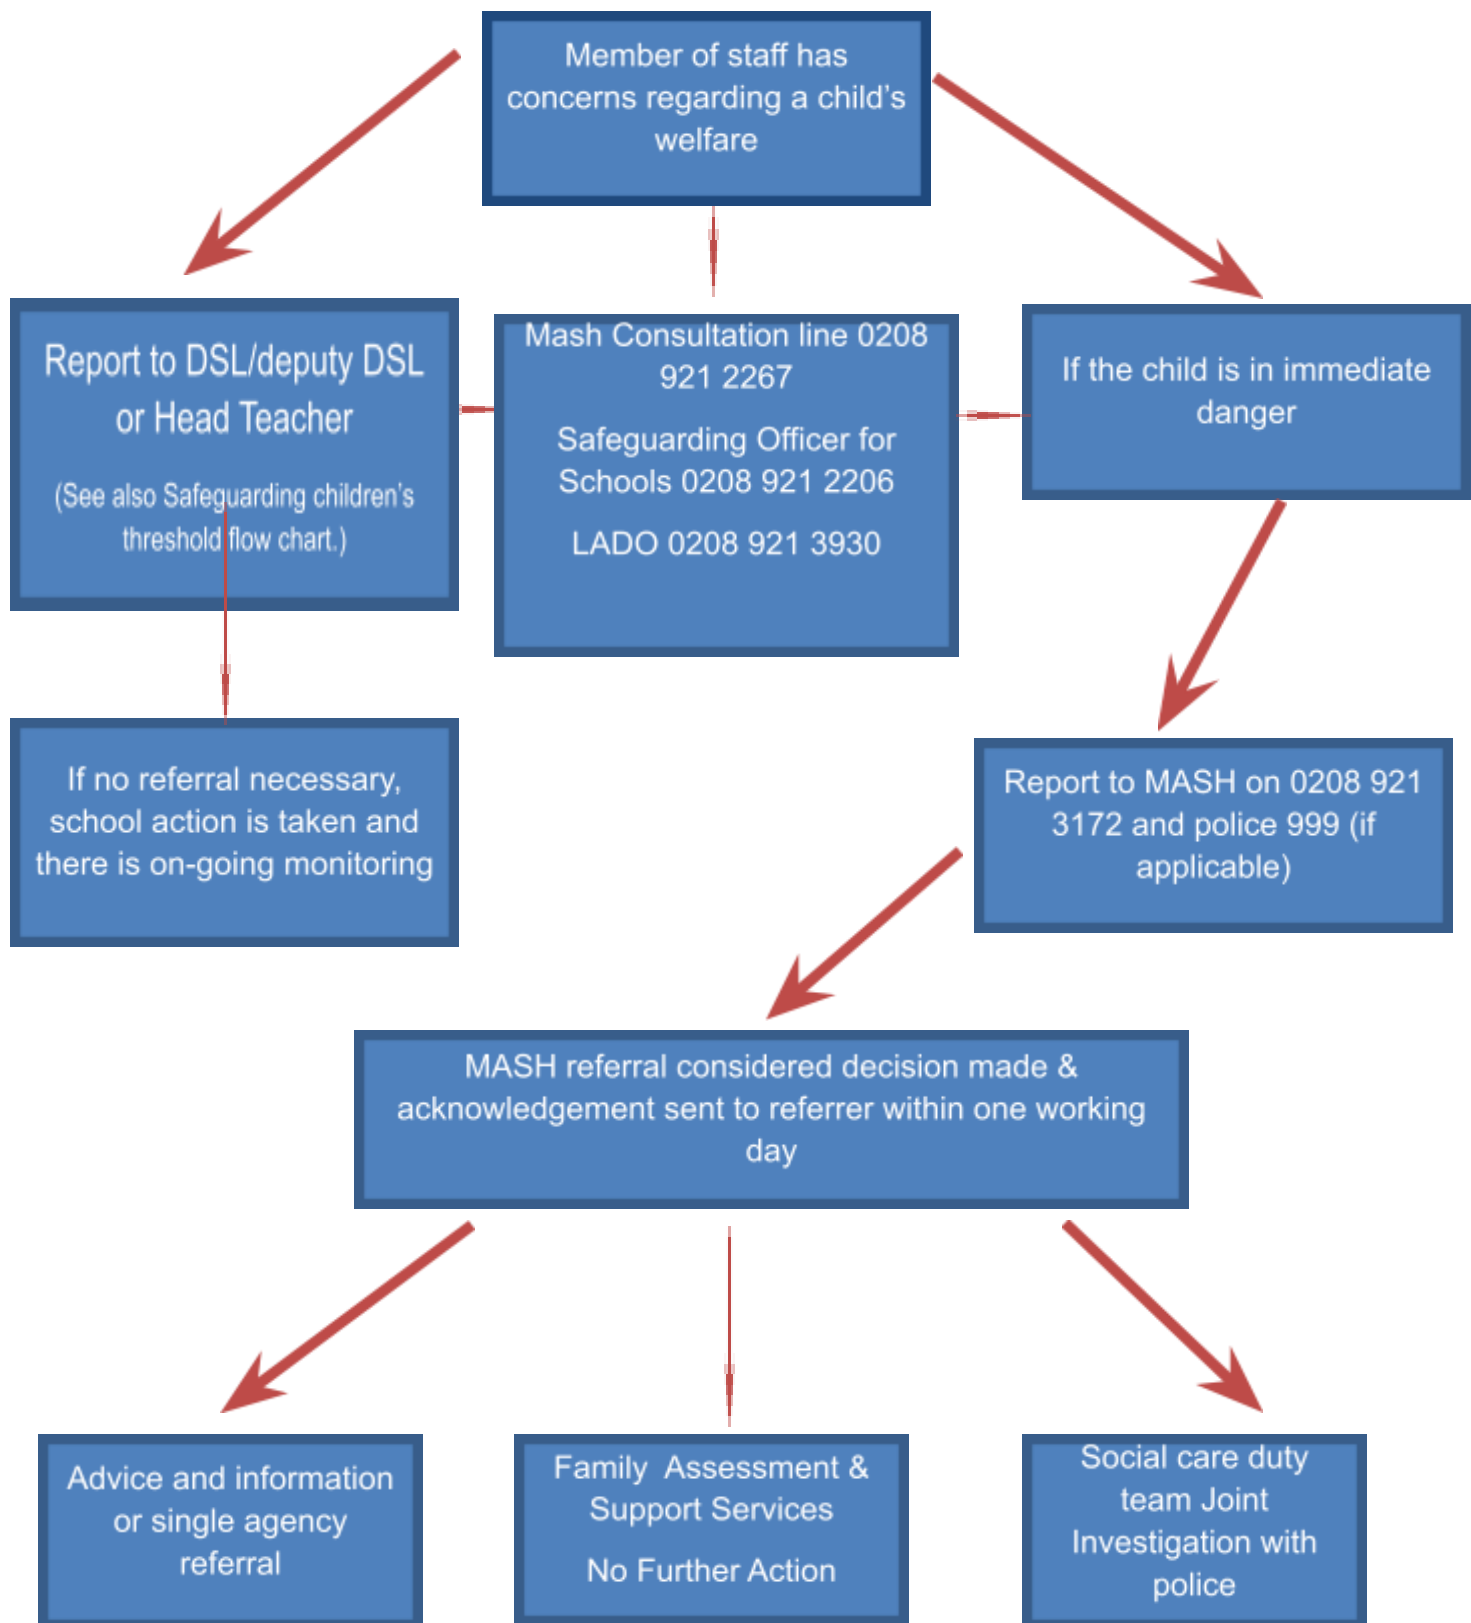 Member of staff has
concerns regarding a child's
welfare
Report to DSL/deputy DSL
or Head Teacher
(See also Safeguarding children's
threshold flow chart.)
Mash Consultation line 0208
921 2267
Safeguarding Officer for
Schools 0208 921 2206
LADO 0208 921 3930
If the child is in immediate
danger
If no referral necessary,
school action is taken and
there is on-going monitoring
Report to MASH on 0208 921
3172 and police 999 (if
applicable)
MASH referral considered decision made &
acknowledgement sent to referrer within one working
day
Advice and information
or single agency
referral
Family  Assessment &
Support Services
No Further Action
Social care duty
team Joint
Investigation with
police